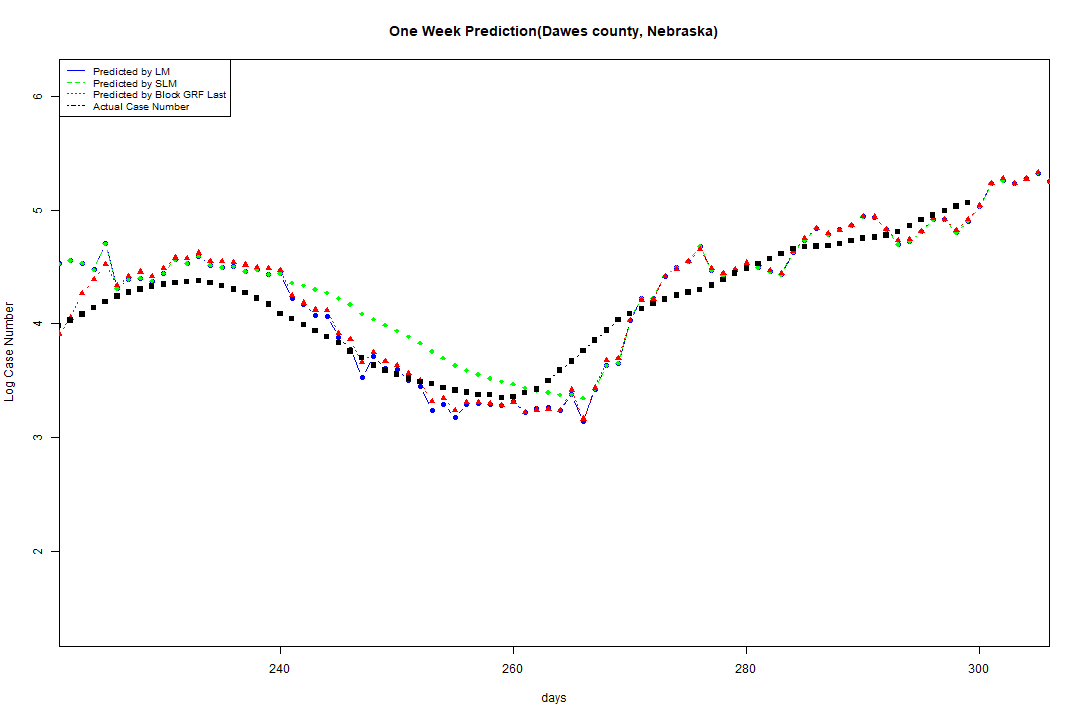 One Week Prediction(Dawes county, Nebraska)
Predicted by LM
Predicted by SLM
Predicted by Block GRF Last
Actual Case Number
6
5
4
3
2
Log Case Number
240
260
280
300
days